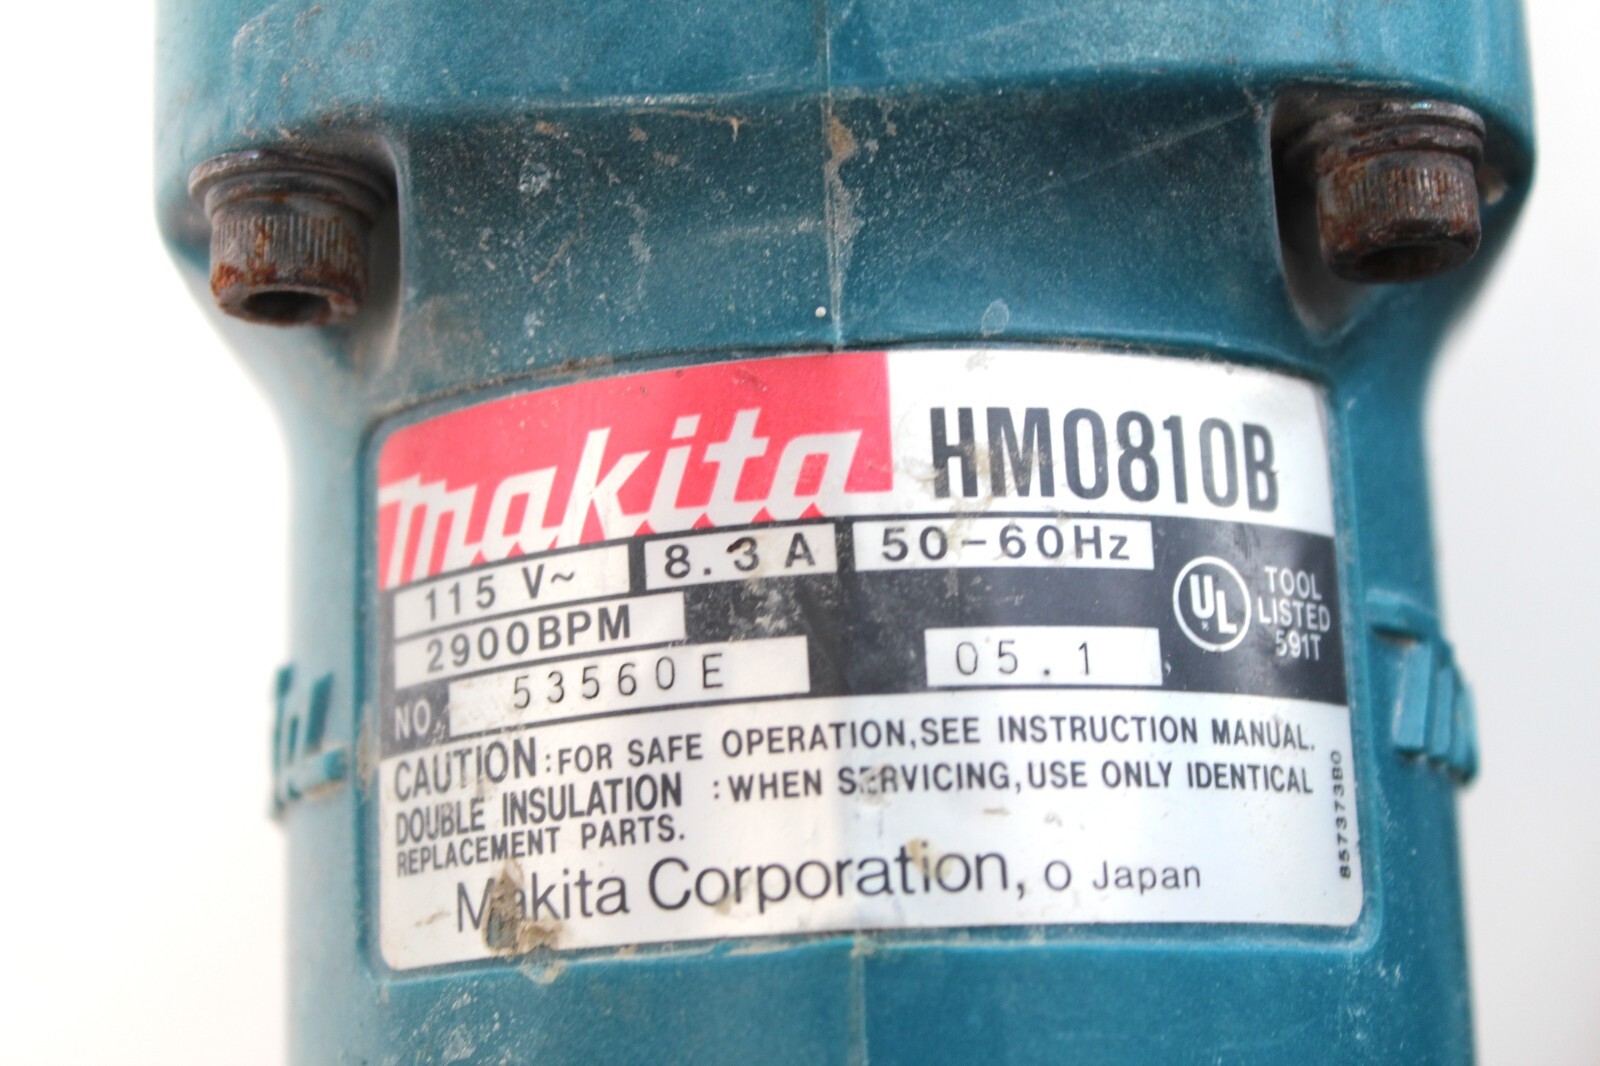 makita HM0810B
115 V~ 8.3 A 50-60Hz
2900BPM
NO. 53560E 05.1
UL TOOL
LISTED
591T
CAUTION:FOR SAFE OPERATION,SEE INSTRUCTION MANUAL.
DOUBLE INSULATION :WHEN SERVICING,USE ONLY IDENTICAL
REPLACEMENT PARTS.
Makita Corporation, O Japan
857373B0